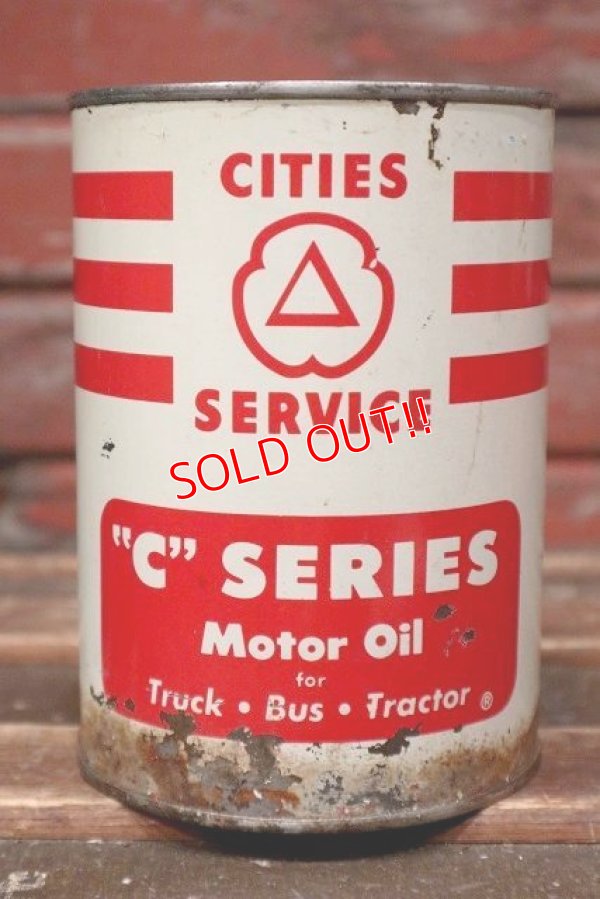 CITIES
SERVICE
SOLD OUT!!
"C" SERIES
Motor Oil
for
Truck • Bus • Tractor ®